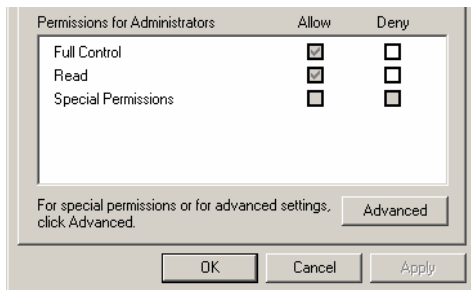 Permissions for Administrators Allow Deny
Full Control
Read
Special Permissions
For special permissions or for advanced settings,
click Advanced.
Advanced
OK Cancel Apply